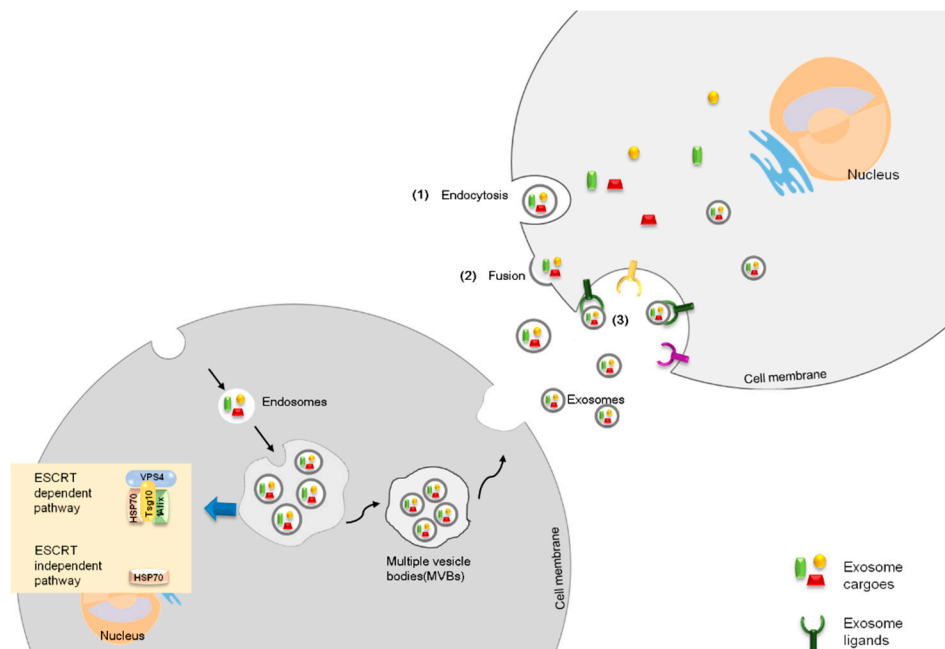 Nucleus
(1) Endocytosis
(2) Fusion
(3)
Cell membrane
Exosomes
Endosomes
ESCRT
dependent
pathway
VPS4
HSP70
Tsg10
Alix
ESCRT
independent
pathway
HSP70
Multiple vesicle
bodies(MVBs)
Cell membrane
Nucleus
Exosome
cargoes
Exosome
ligands